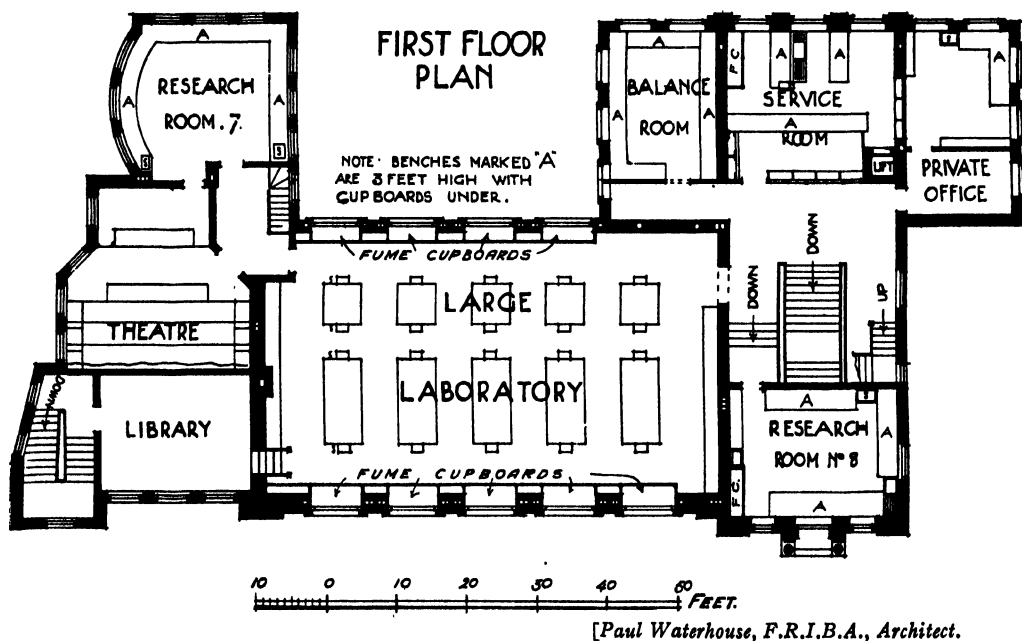 FIRST FLOOR
PLAN
NOTE: BENCHES MARKED "A"
ARE 3 FEET HIGH WITH
CUPBOARDS UNDER.
A
RESEARCH
ROOM.7.
A
A
S
S
BALANCE
ROOM
A
A
A
F.C.
A
A
SERVICE
A
ROOM
LIFT
S
A
PRIVATE
OFFICE
FUME CUPBOARDS
LARGE
LABORATORY
FUME CUPBOARDS
THEATRE
DOWN
LIBRARY
DOWN
DOWN
UP
S
A
RESEARCH
ROOM No 8
A
F.C.
A
10 0 10 20 30 40 60 FEET.
[Paul Waterhouse, F.R.I.B.A., Architect.